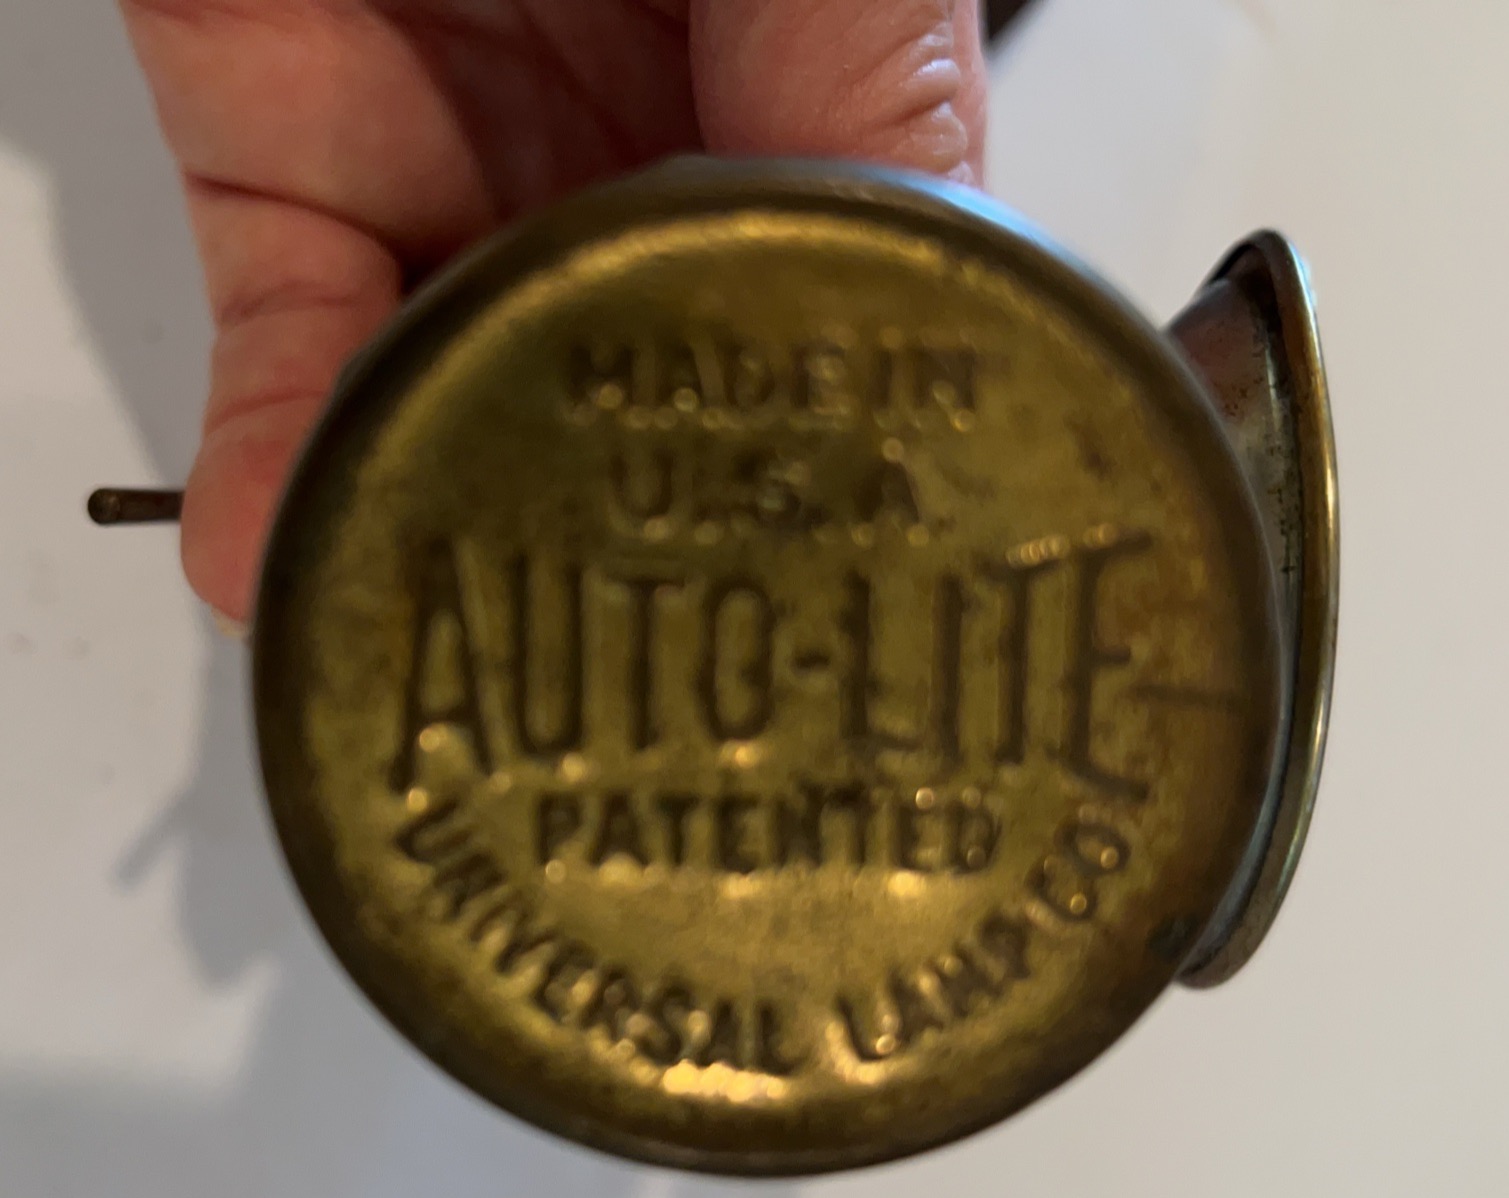 MADE IN
U.S.A.
AUTO-LITE
PATENTED
UNIVERSAL LAMP CO.